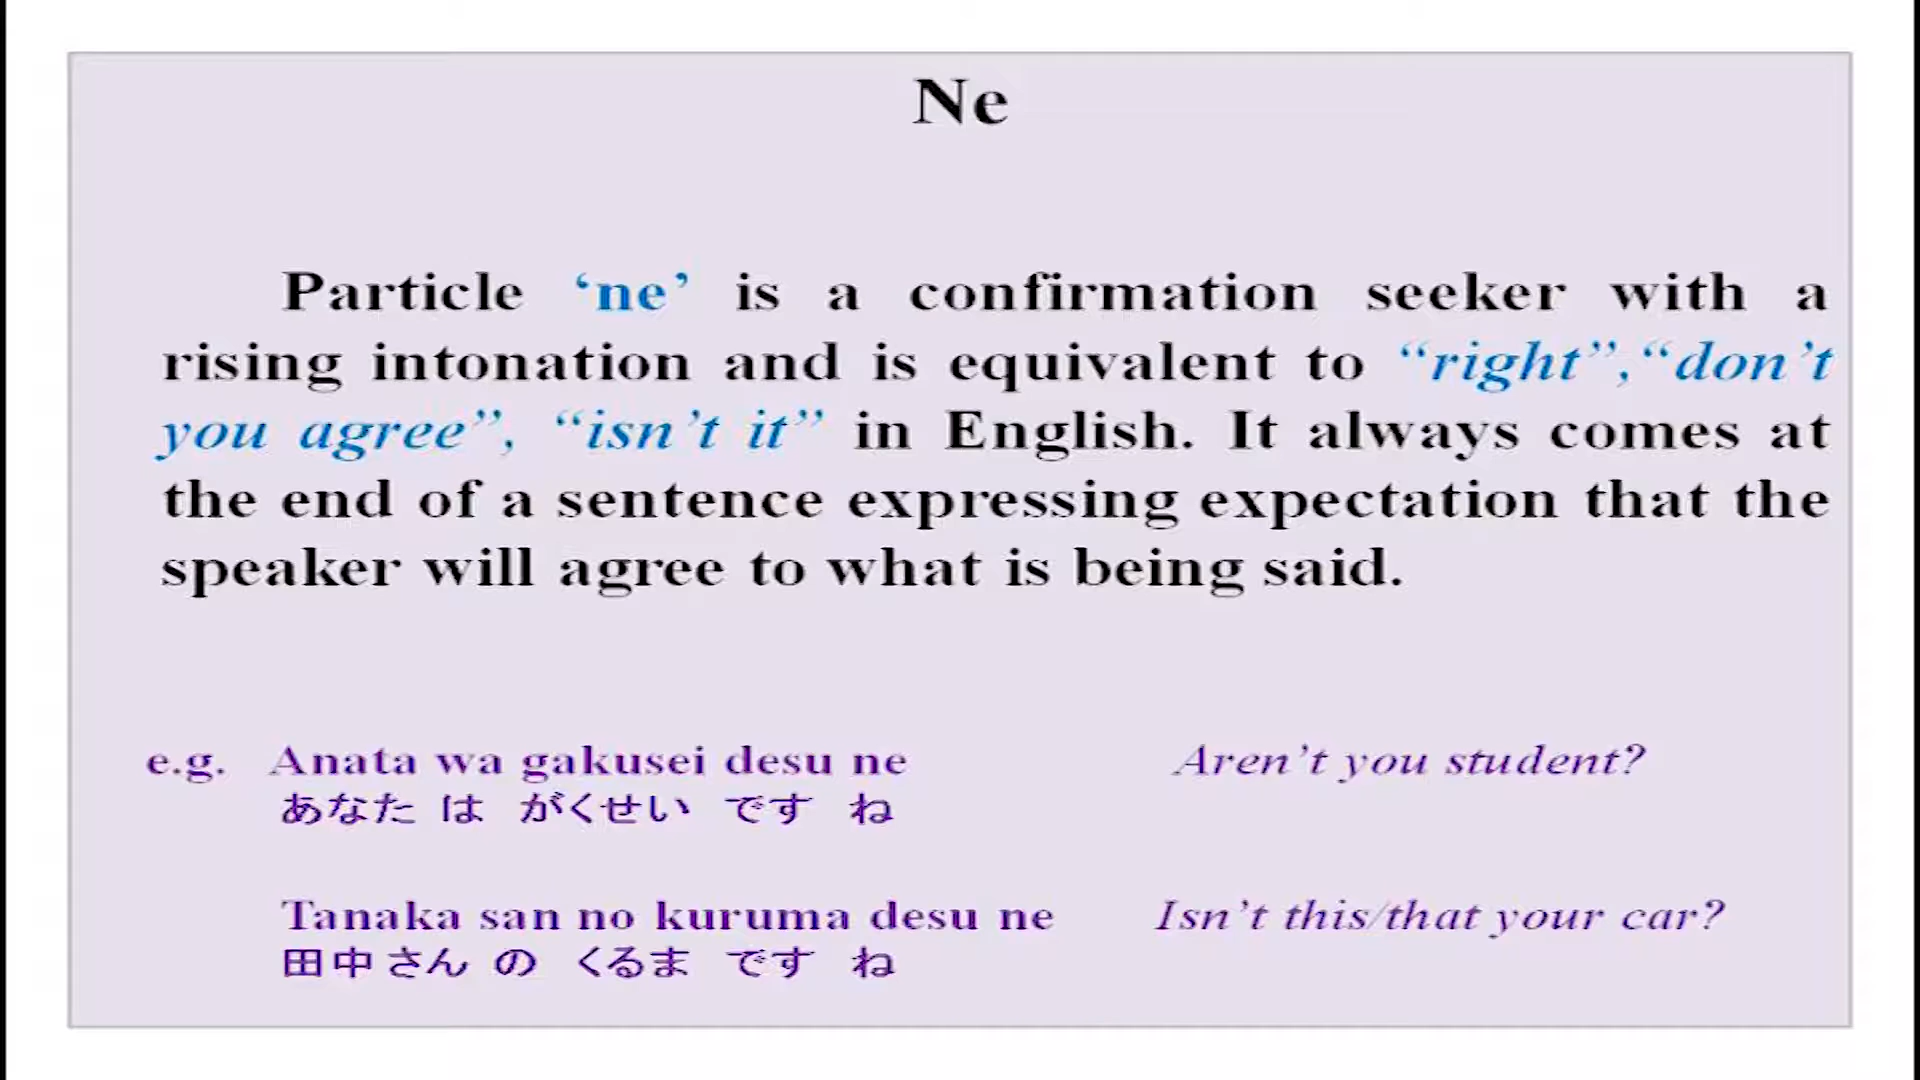 Ne
Particle ‘ne’ is a confirmation seeker with a
rising intonation and is equivalent to “right”,“don’t
you agree”, “isn’t it” in English. It always comes at
the end of a sentence expressing expectation that the
speaker will agree to what is being said.
e.g. Anata wa gakusei desu ne Aren’t you student?
あなた は がくせい です ね
Tanaka san no kuruma desu ne Isn’t this/that your car?
田中さん の くるま です ね